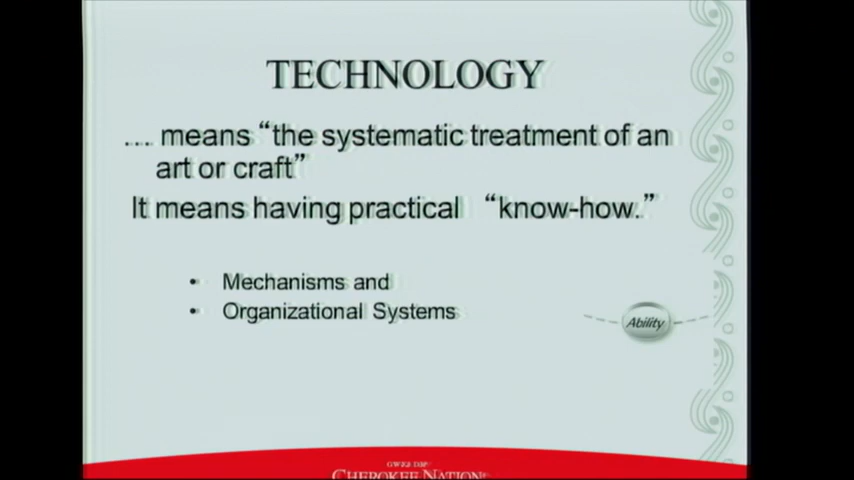 TECHNOLOGY
... means “the systematic treatment of an
art or craft”
It means having practical “know-how.”
• Mechanisms and
• Organizational Systems
Ability
CHEROKEE NATION